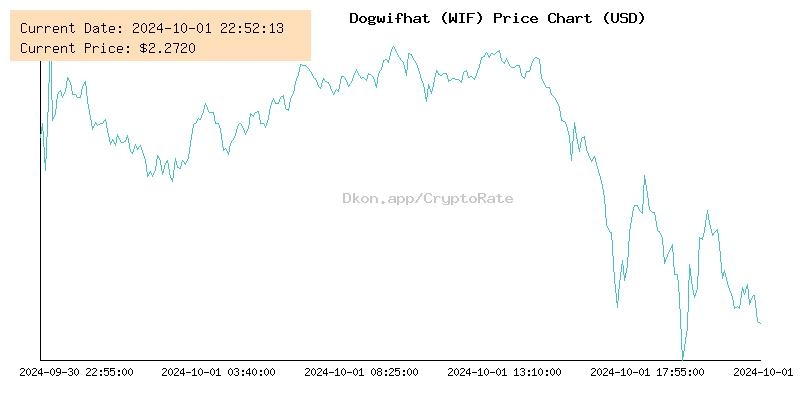 Dogwifhat (WIF) Price Chart (USD)
Current Date: 2024-10-01 22:52:13
Current Price: $2.2720
Dkon.app/CryptoRate
2024-09-30 22:55:00 2024-10-01 03:40:00 2024-10-01 08:25:00 2024-10-01 13:10:00 2024-10-01 17:55:00 2024-10-01